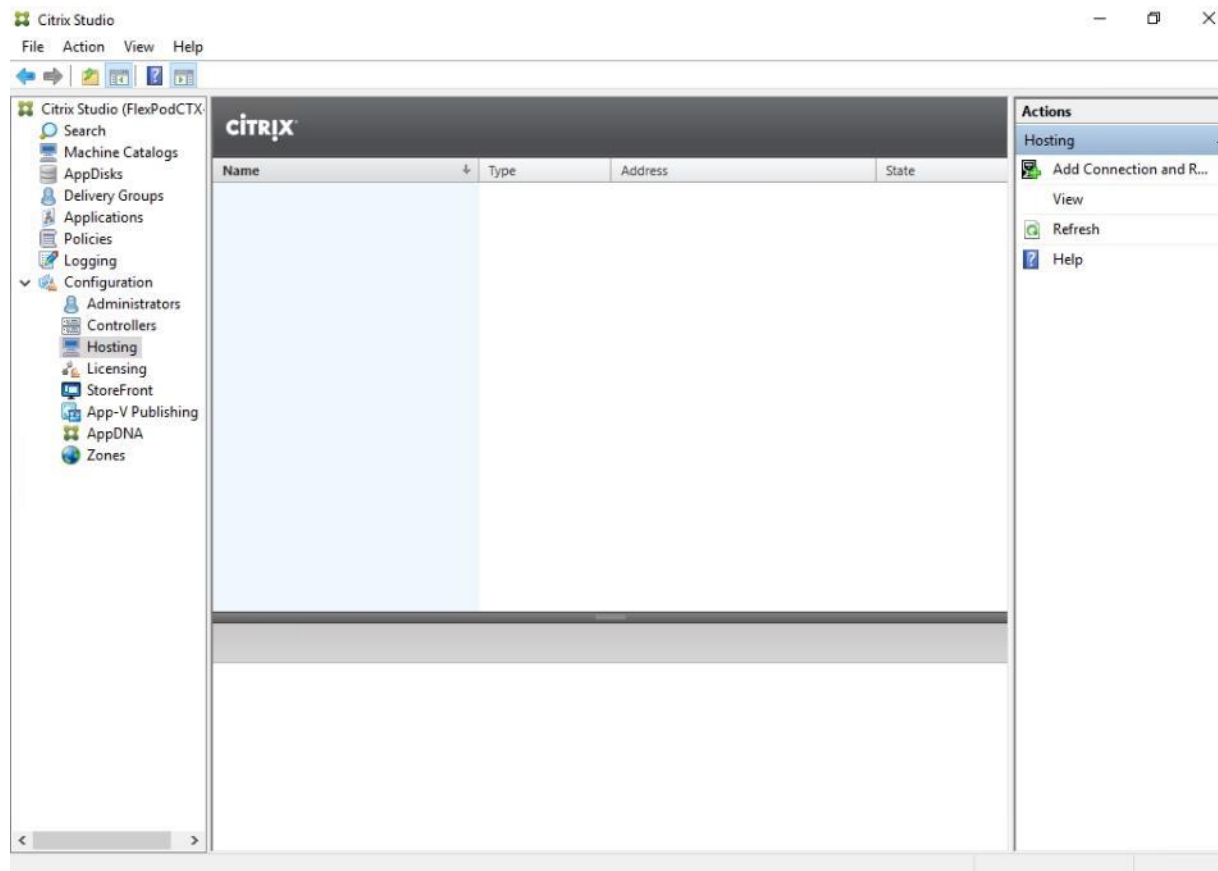 Citrix Studio
File Action View Help
Citrix Studio (FlexPodCTX-
Search
Machine Catalogs
AppDisks
Delivery Groups
Applications
Policies
Logging
Configuration
Administrators
Controllers
Hosting
Licensing
StoreFront
App-V Publishing
AppDNA
Zones
CİTRIX
Name Type Address State
Actions
Hosting
Add Connection and R...
View
Refresh
Help